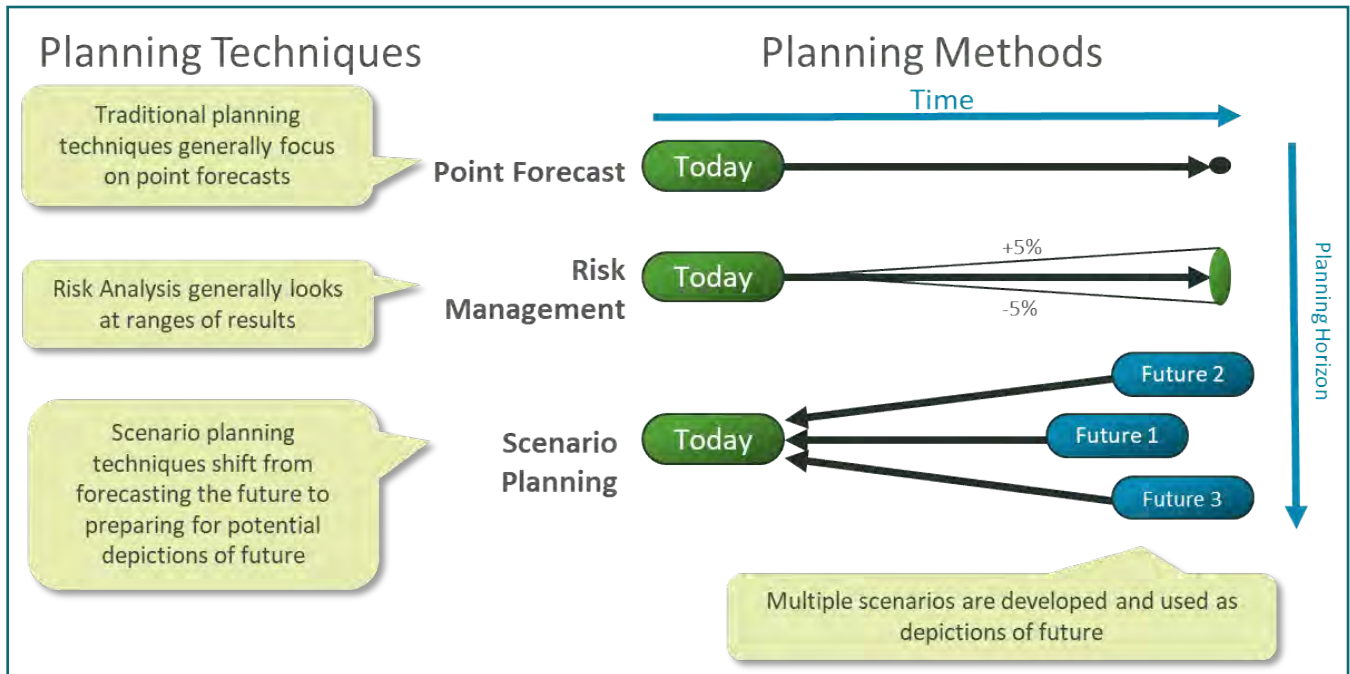 Planning Techniques
Planning Methods
Traditional planning
techniques generally focus
on point forecasts
Time
Point Forecast
Today
Risk Analysis generally looks
at ranges of results
Risk
Management
Today
+5%
-5%
Planning Horizon
Scenario planning
techniques shift from
forecasting the future to
preparing for potential
depictions of future
Scenario
Planning
Today
Future 2
Future 1
Future 3
Multiple scenarios are developed and used as
depictions of future